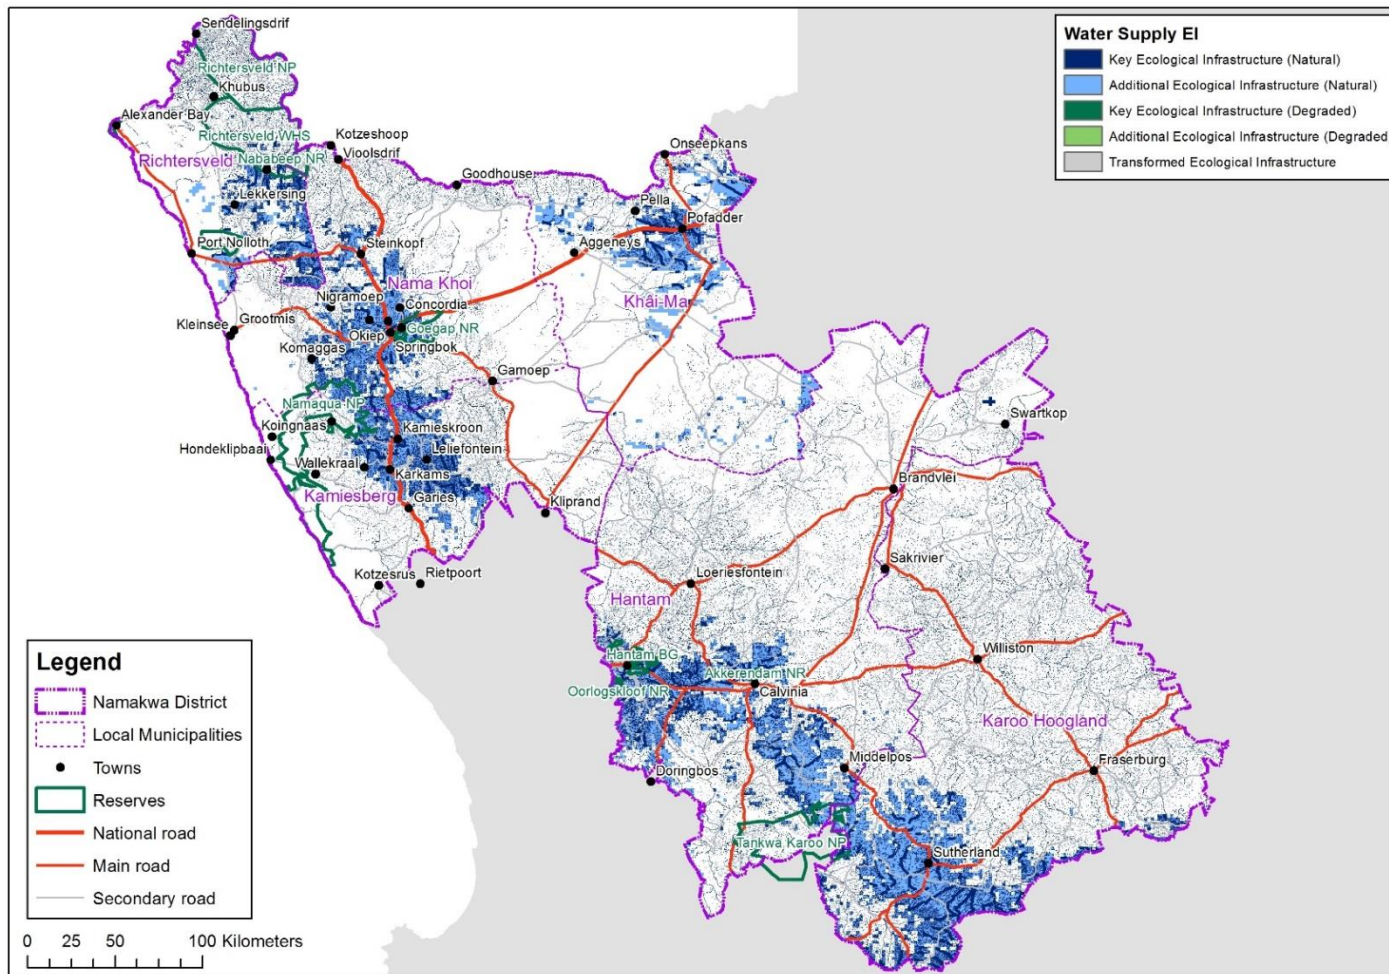 Water Supply EI
Key Ecological Infrastructure (Natural)
Additional Ecological Infrastructure (Natural)
Key Ecological Infrastructure (Degraded)
Additional Ecological Infrastructure (Degraded
Transformed Ecological Infrastructure
Sendelingsdrif
Richtersveld NP
Khubus
Alexander Bay
Richtersveld WHS
Kotzeshoop
Richtersveld
Nababeep NR
Vioolsdrif
Onseepkans
Goodhouse
Lekkersing
Pella
Pofadder
Port Nolloth
Steinkopf
Aggeneys
Nama Khoi
Nigramoep
Concordia
Khâi-Ma
Kleinsee
Grootmis
Okiep
Goegap NR
Komaggas
Springbok
Gamoep
Namaqua NP
Koingnaas
Kamieskroon
Swartkop
Hondeklipbaai
Wallekraal
Leliefontein
Karkams
Kamiesberg
Garies
Kliprand
Brandvlei
Kotzesrus
Rietpoort
Loeriesfontein
Sakrivier
Hantam
Hantam BG
Akkerendam NR
Williston
Oorlogskloof NR
Calvinia
Karoo Hoogland
Doringbos
Middelpos
Fraserburg
Tankwa Karoo NP
Sutherland
Legend
Namakwa District
Local Municipalities
Towns
Reserves
National road
Main road
Secondary road
0 25 50 100 Kilometers